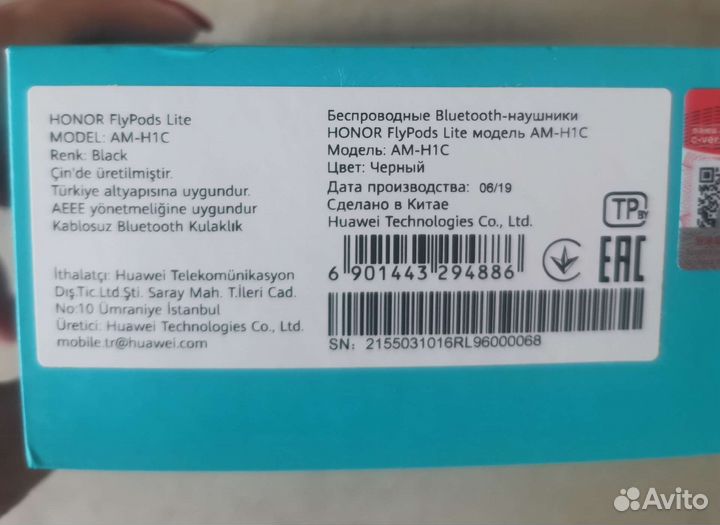 HONOR FlyPods Lite
MODEL: AM-H1C
Renk: Black
Çin'de üretilmiştir.
Türkiye altyapısına uygundur.
AEEE yönetmeliğine uygundur
Kablosuz Bluetooth Kulaklık
İthalatçı: Huawei Telekomünikasyon
Dış.Tic.Ltd.Şti. Saray Mah. T.İleri Cad.
No:10 Ümraniye İstanbul
Üretici: Huawei Technologies Co., Ltd.
mobile.tr@huawei.com
Беспроводные Bluetooth-наушники
HONOR FlyPods Lite модель AM-H1C
Модель: AM-H1C
Цвет: Черный
Дата производства: 06/19
Сделано в Китае
Huawei Technologies Co., Ltd.
6 901443 294886
SN: 2155031016RL96000068
TP BY
EAC
Avito